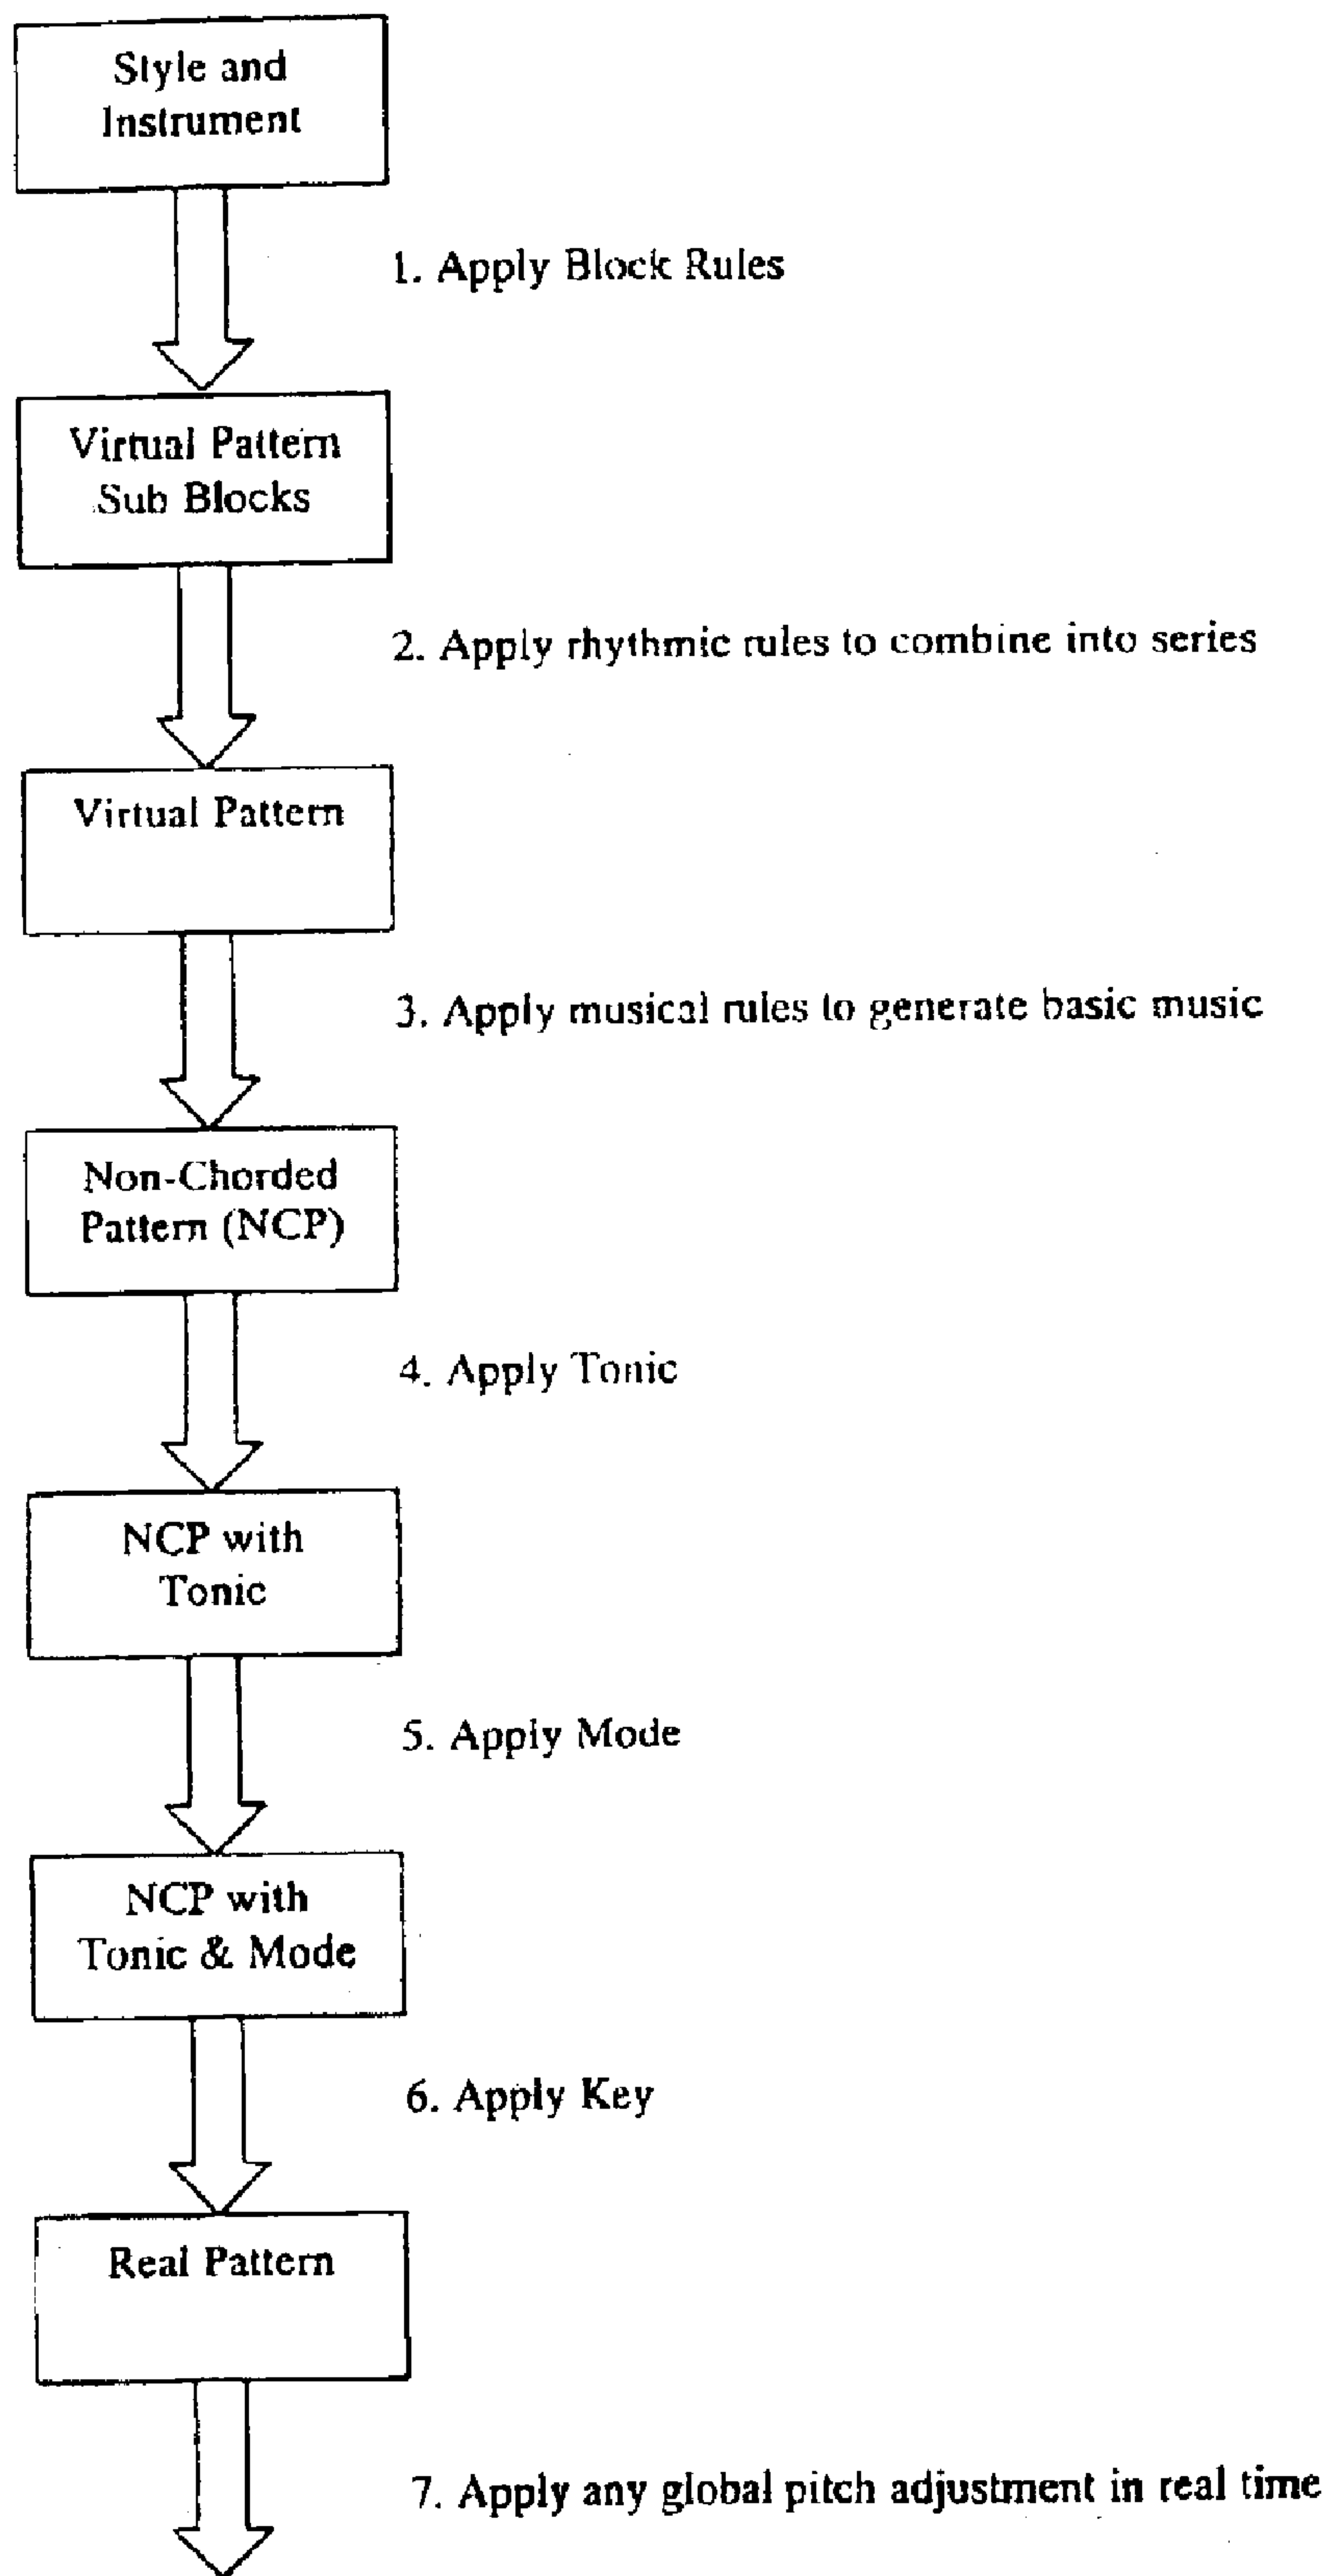 Style and
Instrument
1. Apply Block Rules
Virtual Pattern
Sub Blocks
2. Apply rhythmic rules to combine into series
Virtual Pattern
3. Apply musical rules to generate basic music
Non-Chorded
Pattern (NCP)
4. Apply Tonic
NCP with
Tonic
5. Apply Mode
NCP with
Tonic & Mode
6. Apply Key
Real Pattern
7. Apply any global pitch adjustment in real time